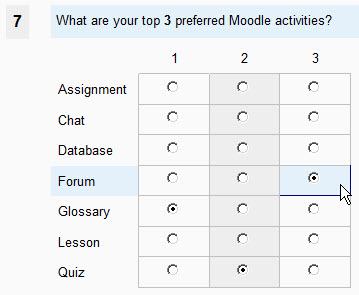 7 What are your top 3 preferred Moodle activities?
1 2 3
Assignment
Chat
Database
Forum
Glossary
Lesson
Quiz